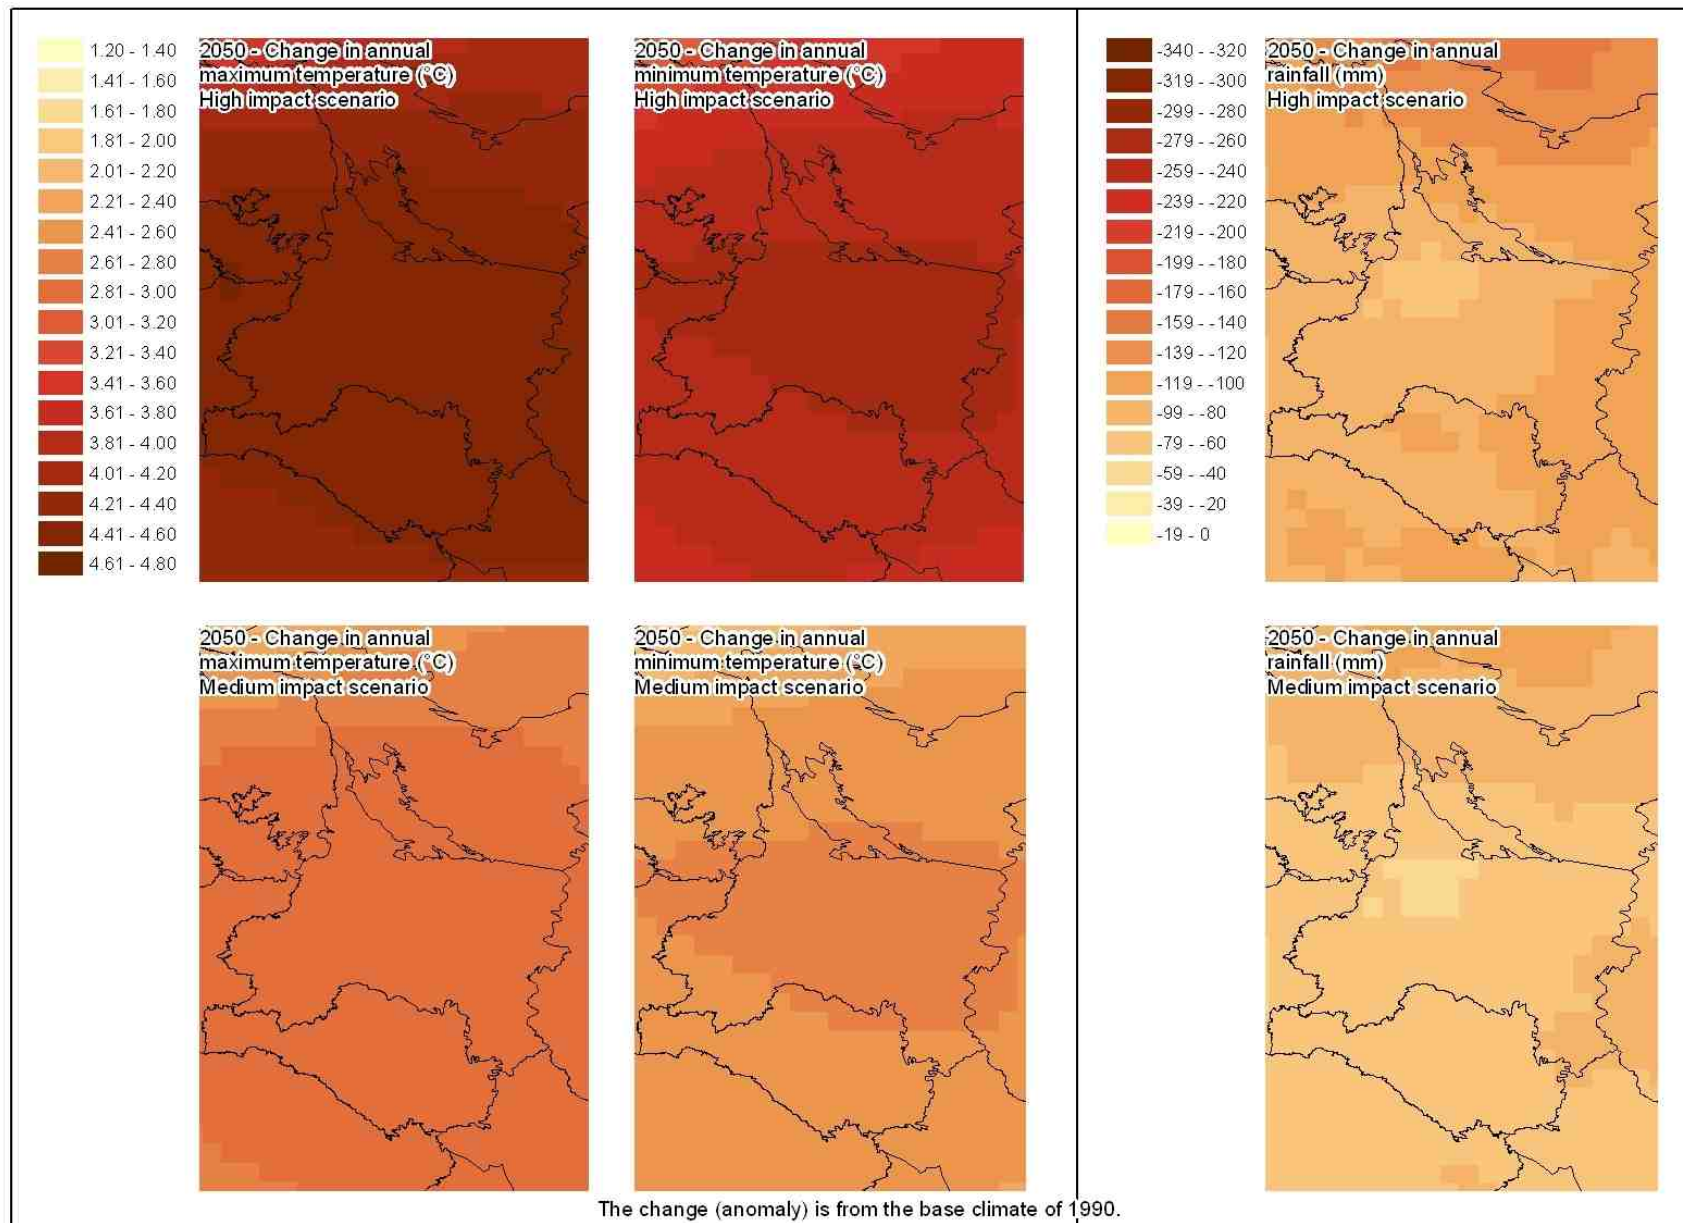 1.20 - 1.40
1.41 - 1.60
1.61 - 1.80
1.81 - 2.00
2.01 - 2.20
2.21 - 2.40
2.41 - 2.60
2.61 - 2.80
2.81 - 3.00
3.01 - 3.20
3.21 - 3.40
3.41 - 3.60
3.61 - 3.80
3.81 - 4.00
4.01 - 4.20
4.21 - 4.40
4.41 - 4.60
4.61 - 4.80
2050 - Change in annual
maximum temperature (°C)
High impact scenario
2050 - Change in annual
minimum temperature (°C)
High impact scenario
-340 - -320
-319 - -300
-299 - -280
-279 - -260
-259 - -240
-239 - -220
-219 - -200
-199 - -180
-179 - -160
-159 - -140
-139 - -120
-119 - -100
-99 - -80
-79 - -60
-59 - -40
-39 - -20
-19 - 0
2050 - Change in annual
rainfall (mm)
High impact scenario
2050 - Change in annual
maximum temperature (°C)
Medium impact scenario
2050 - Change in annual
minimum temperature (°C)
Medium impact scenario
2050 - Change in annual
rainfall (mm)
Medium impact scenario
The change (anomaly) is from the base climate of 1990.